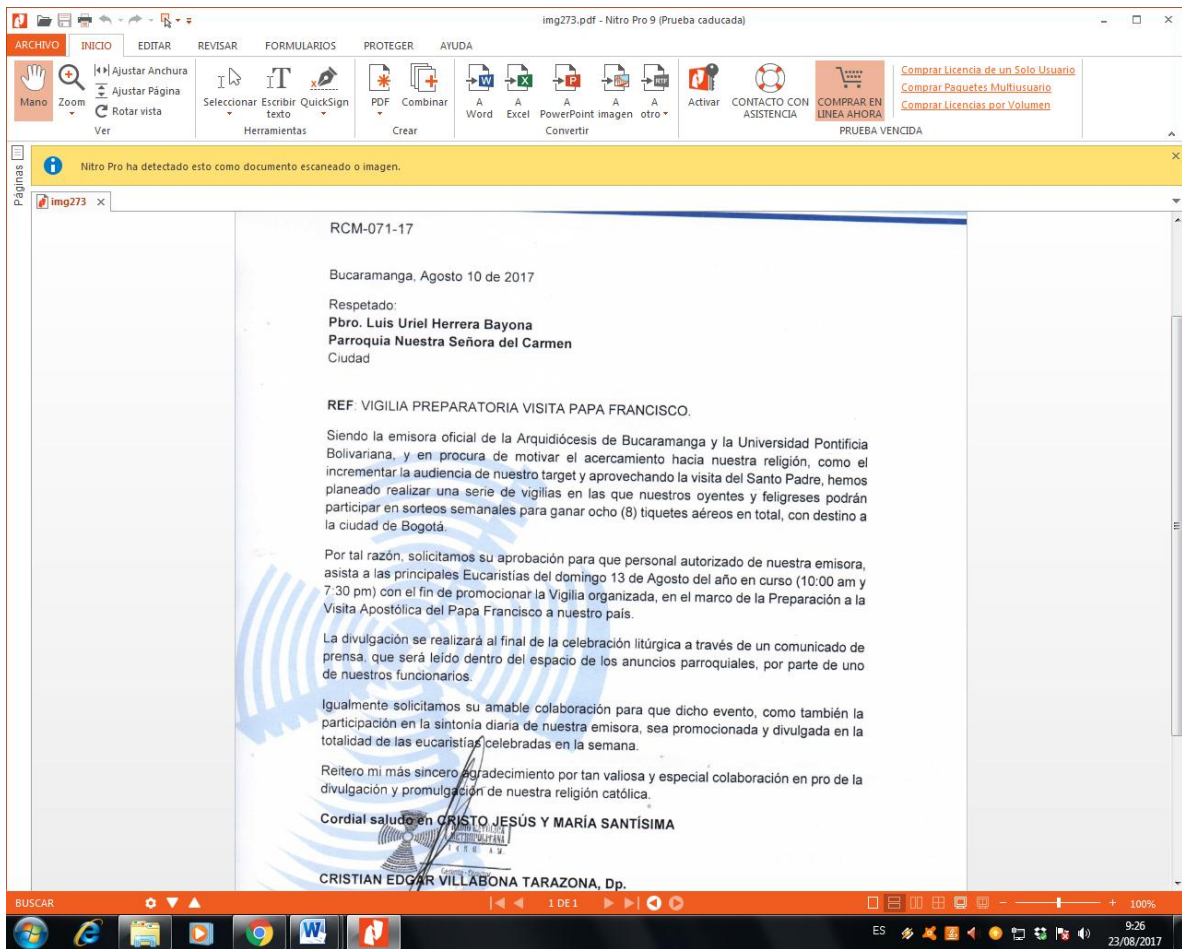 img273.pdf - Nitro Pro 9 (Prueba caducada)
ARCHIVO INICIO EDITAR REVISAR FORMULARIOS PROTEGER AYUDA
Mano
Zoom
Ajustar Anchura
Ajustar Página
Rotar vista
Ver
Seleccionar
Escribir texto
QuickSign
Herramientas
PDF
Combinar
Crear
A Word
A Excel
A PowerPoint
A imagen
A otro
Convertir
Activar
CONTACTO CON ASISTENCIA
COMPRAR EN LINEA AHORA
Comprar Licencia de un Solo Usuario
Comprar Paquetes Multiusuario
Comprar Licencias por Volumen
PRUEBA VENCIDA
Páginas
Nitro Pro ha detectado esto como documento escaneado o imagen.
img273
RCM-071-17
Bucaramanga, Agosto 10 de 2017
Respetado:
Pbro. Luis Uriel Herrera Bayona
Parroquia Nuestra Señora del Carmen
Ciudad
REF: VIGILIA PREPARATORIA VISITA PAPA FRANCISCO.
Siendo la emisora oficial de la Arquidiócesis de Bucaramanga y la Universidad Pontificia
Bolivariana, y en procura de motivar el acercamiento hacia nuestra religión, como el
incrementar la audiencia de nuestro target y aprovechando la visita del Santo Padre, hemos
planeado realizar una serie de vigilias en las que nuestros oyentes y feligreses podrán
participar en sorteos semanales para ganar ocho (8) tiquetes aéreos en total, con destino a
la ciudad de Bogotá.
Por tal razón, solicitamos su aprobación para que personal autorizado de nuestra emisora,
asista a las principales Eucaristías del domingo 13 de Agosto del año en curso (10:00 am y
7:30 pm) con el fin de promocionar la Vigilia organizada, en el marco de la Preparación a la
Visita Apostólica del Papa Francisco a nuestro país.
La divulgación se realizará al final de la celebración litúrgica a través de un comunicado de
prensa, que será leído dentro del espacio de los anuncios parroquiales, por parte de uno
de nuestros funcionarios.
Igualmente solicitamos su amable colaboración para que dicho evento, como también la
participación en la sintonía diaria de nuestra emisora, sea promocionada y divulgada en la
totalidad de las eucaristías celebradas en la semana.
Reitero mi más sincero agradecimiento por tan valiosa y especial colaboración en pro de la
divulgación y promulgación de nuestra religión católica.
Cordial saludo en CRISTO JESÚS Y MARÍA SANTÍSIMA
METROPOLITANA
CRISTIAN EDGAR VILLABONA TARAZONA, Dp.
BUSCAR
1 DE 1
100%
ES
9:26
23/08/2017